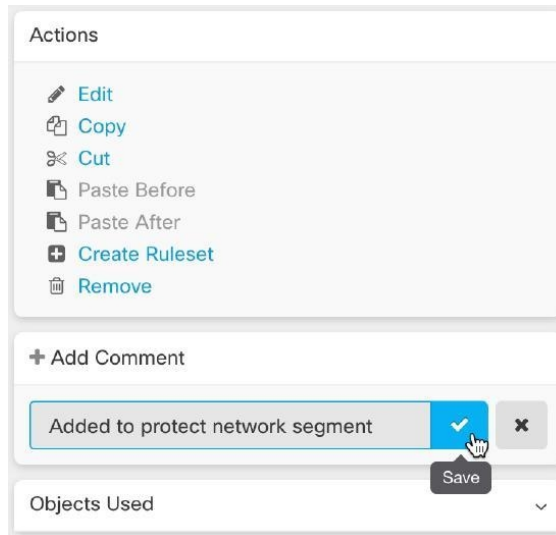 Actions
Edit
Copy
Cut
Paste Before
Paste After
Create Ruleset
Remove
Add Comment
Added to protect network segment
Save
Objects Used